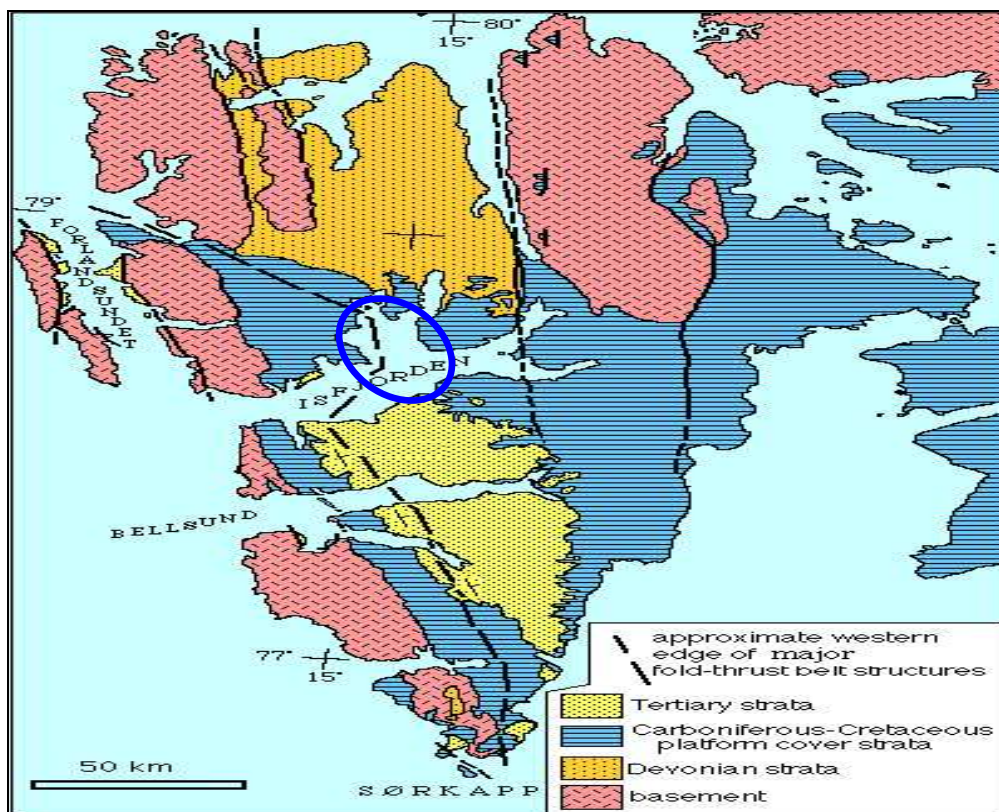 80°
15°
79°
FORLANDSUNDET
ISFJORDEN
BELLSUND
77°
15°
approximate western
edge of major
fold-thrust belt structures
Tertiary strata
Carboniferous-Cretaceous
platform cover strata
Devonian strata
basement
50 km
SØRKAPP